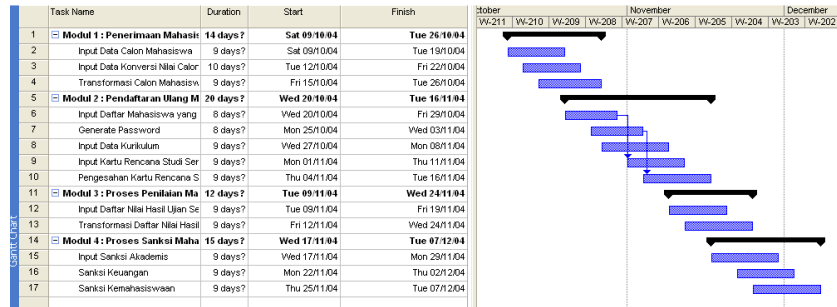 Task Name Duration Start Finish ctober November December
W-211 W-210 W-209 W-208 W-207 W-206 W-205 W-204 W-203 W-202
1 Modul 1 : Penerimaan Mahasis 14 days? Sat 09/10/04 Tue 26/10/04
2 Input Data Calon Mahasiswa 9 days? Sat 09/10/04 Tue 19/10/04
3 Input Data Konversi Nilai Calor 10 days? Tue 12/10/04 Fri 22/10/04
4 Transformasi Calon Mahasisw 9 days? Fri 15/10/04 Tue 26/10/04
5 Modul 2 : Pendaftaran Ulang M 20 days? Wed 20/10/04 Tue 16/11/04
6 Input Daftar Mahasiswa yang 8 days? Wed 20/10/04 Fri 29/10/04
7 Generate Password 8 days? Mon 25/10/04 Wed 03/11/04
8 Input Data Kurikulum 9 days? Wed 27/10/04 Mon 08/11/04
9 Input Kartu Rencana Studi Ser 9 days? Mon 01/11/04 Thu 11/11/04
10 Pengesahan Kartu Rencana S 9 days? Thu 04/11/04 Tue 16/11/04
11 Modul 3 : Proses Penilaian Ma 12 days? Tue 09/11/04 Wed 24/11/04
12 Input Daftar Nilai Hasil Ujian Se 9 days? Tue 09/11/04 Fri 19/11/04
13 Transformasi Daftar Nilai Hasil 9 days? Fri 12/11/04 Wed 24/11/04
14 Modul 4 : Proses Sanksi Maha 15 days? Wed 17/11/04 Tue 07/12/04
15 Input Sanksi Akademis 9 days? Wed 17/11/04 Mon 29/11/04
16 Sanksi Keuangan 9 days? Mon 22/11/04 Thu 02/12/04
17 Sanksi Kemahasiswaan 9 days? Thu 25/11/04 Tue 07/12/04
Gantt Chart